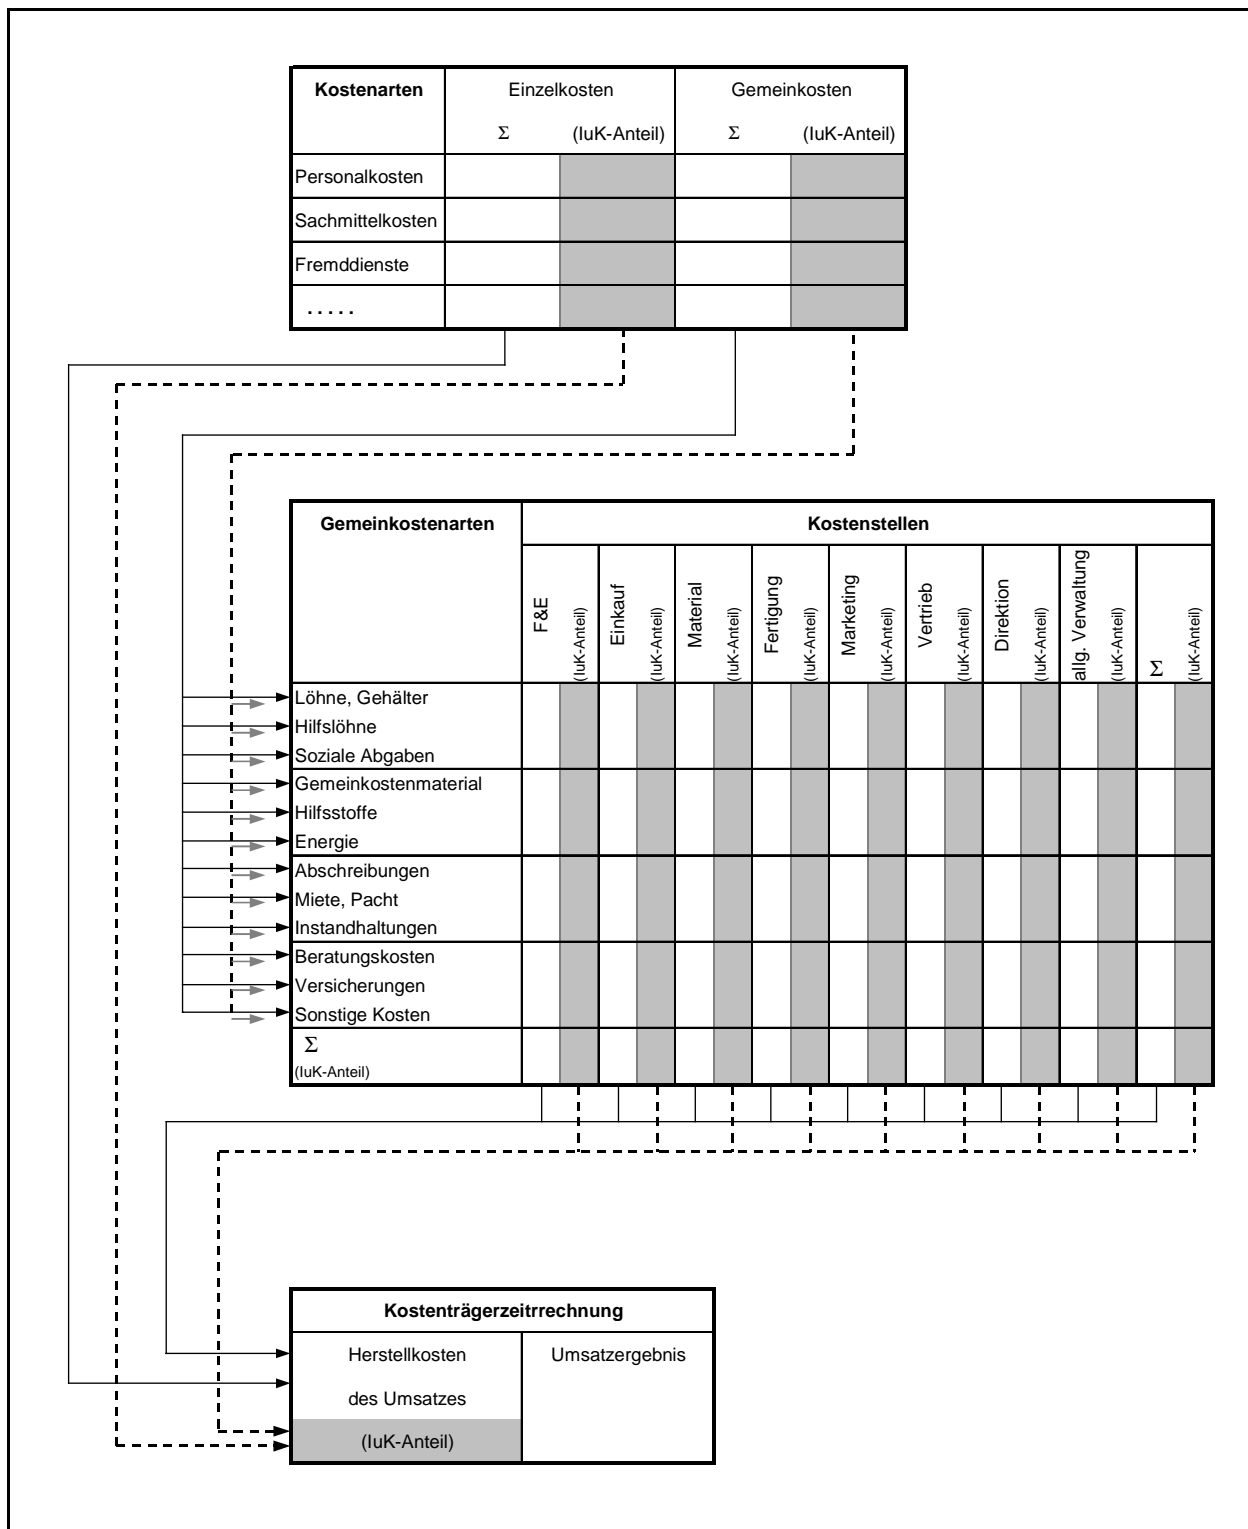 Kostenarten Einzelkosten Gemeinkosten
Σ (IuK-Anteil) Σ (IuK-Anteil)
Personalkosten
Sachmittelkosten
Fremddienste
. . . . .
Gemeinkostenarten Kostenstellen
F&E
(IuK-Anteil)
Einkauf
(IuK-Anteil)
Material
(IuK-Anteil)
Fertigung
(IuK-Anteil)
Marketing
(IuK-Anteil)
Vertrieb
(IuK-Anteil)
Direktion
(IuK-Anteil)
allg. Verwaltung
(IuK-Anteil)
Σ
(IuK-Anteil)
Löhne, Gehälter
Hilfslöhne
Soziale Abgaben
Gemeinkostenmaterial
Hilfsstoffe
Energie
Abschreibungen
Miete, Pacht
Instandhaltungen
Beratungskosten
Versicherungen
Sonstige Kosten
Σ
(IuK-Anteil)
Kostenträgerzeitrrechnung
Herstellkosten Umsatzergebnis
des Umsatzes
(IuK-Anteil)